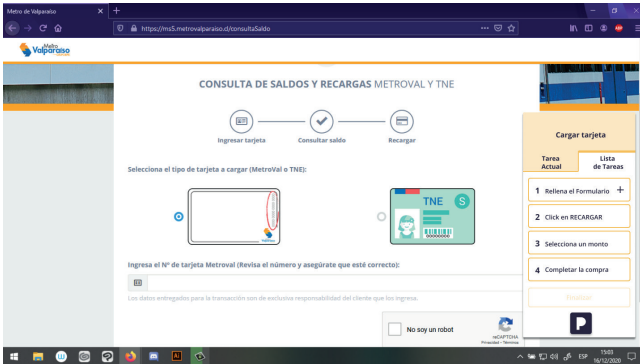 Metro de Valparaíso
https://ms5.metrovalparaiso.cl/consultaSaldo
Metro
Valparaíso
CONSULTA DE SALDOS Y RECARGAS METROVAL Y TNE
Ingresar tarjeta
Consultar saldo
Recargar
Selecciona el tipo de tarjeta a cargar (MetroVal o TNE):
TNE S
Ingresa el Nº de tarjeta Metroval (Revisa el número y asegúrate que esté correcto):
Los datos entregados para la transacción son de exclusiva responsabilidad del cliente que los ingresa.
No soy un robot
reCAPTCHA
Privacidad - Términos
Cargar tarjeta
Tarea Actual
Lista de Tareas
1 Rellena el Formulario +
2 Click en RECARGAR
3 Selecciona un monto
4 Completar la compra
Finalizar
P
ESP
15:03
16/12/2020